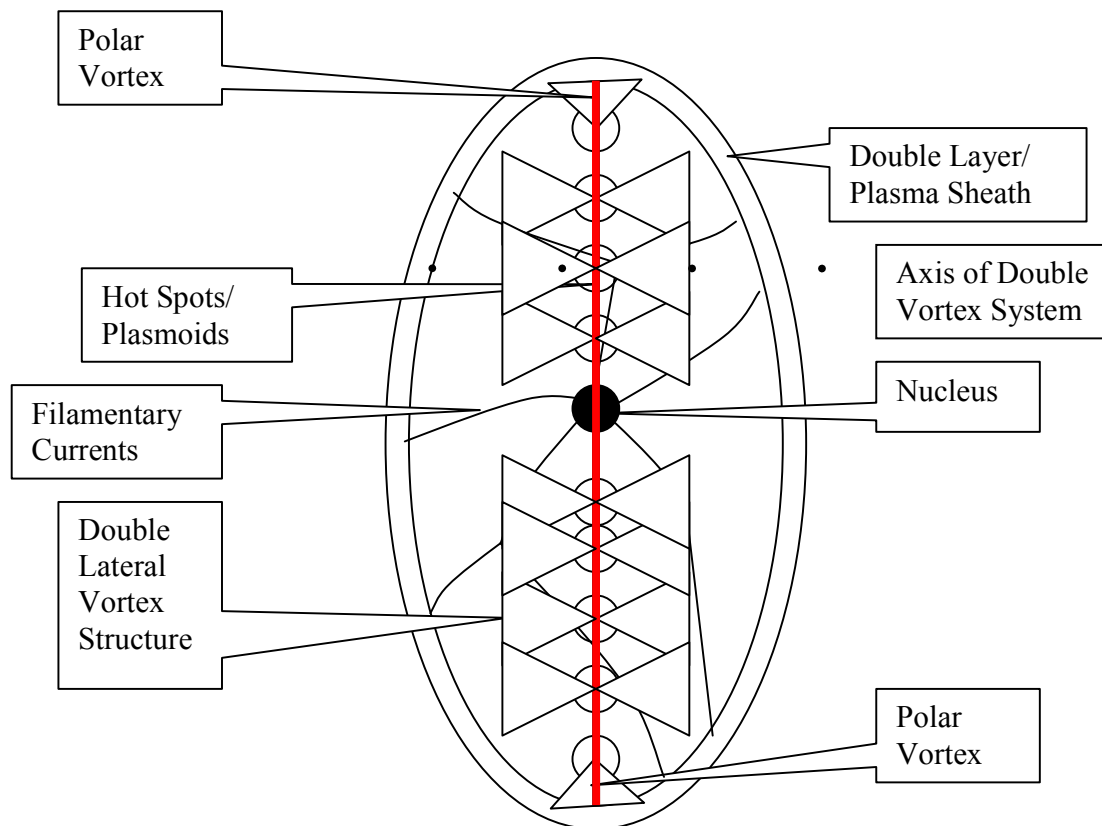 Polar
Vortex
Double Layer/
Plasma Sheath
Hot Spots/
Plasmoids
Axis of Double
Vortex System
Filamentary
Currents
Nucleus
Double
Lateral
Vortex
Structure
Polar
Vortex